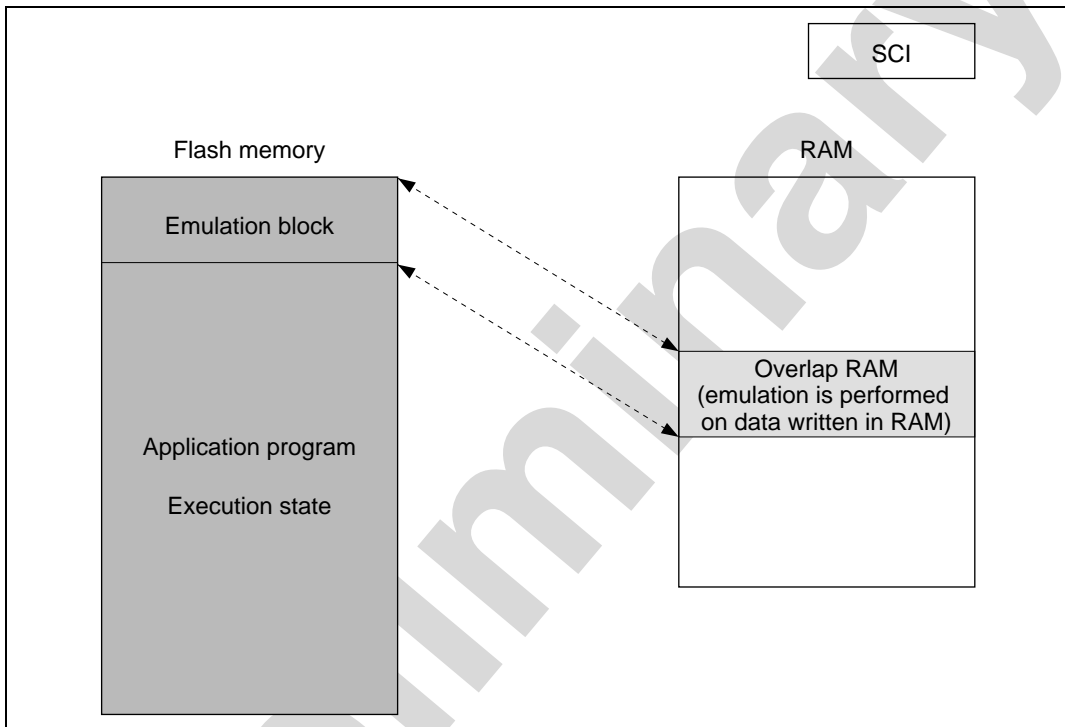 SCI
Flash memory
RAM
Emulation block
Overlap RAM
(emulation is performed
on data written in RAM)
Application program
Execution state
minary